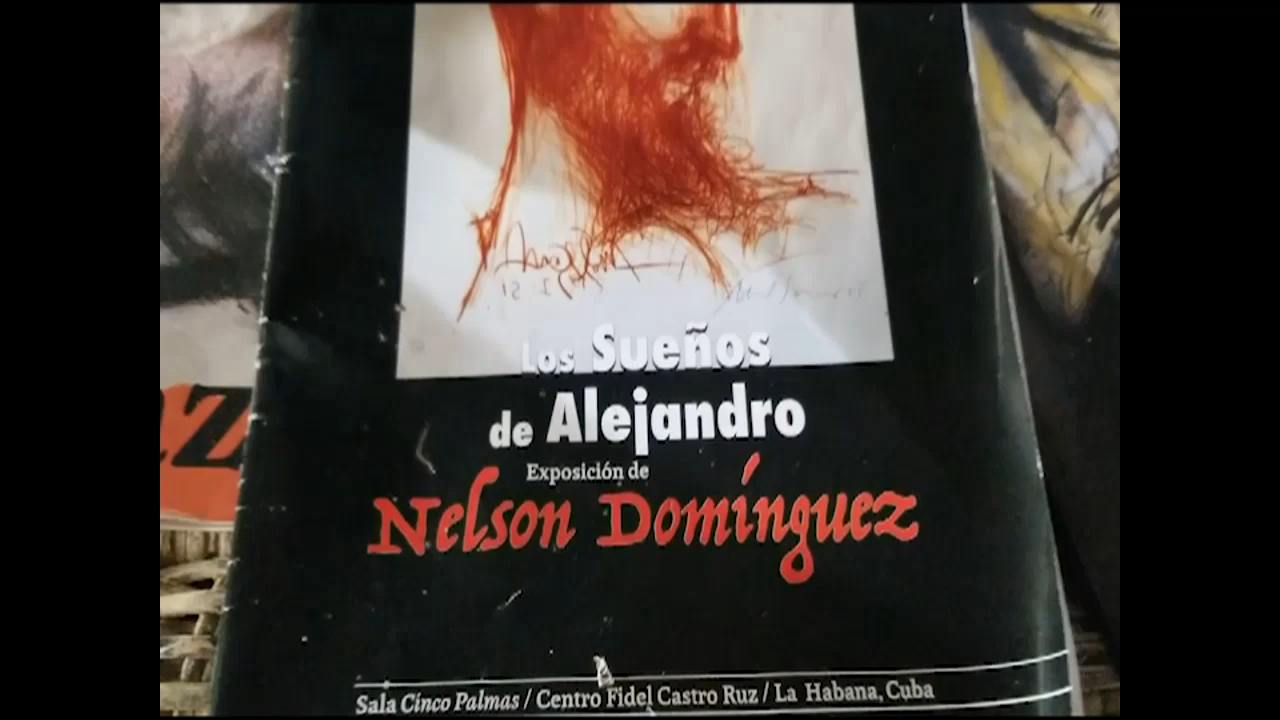 Los Sueños
de Alejandro
Exposición de
Nelson Domínguez
Sala Cinco Palmas / Centro Fidel Castro Ruz / La Habana, Cuba